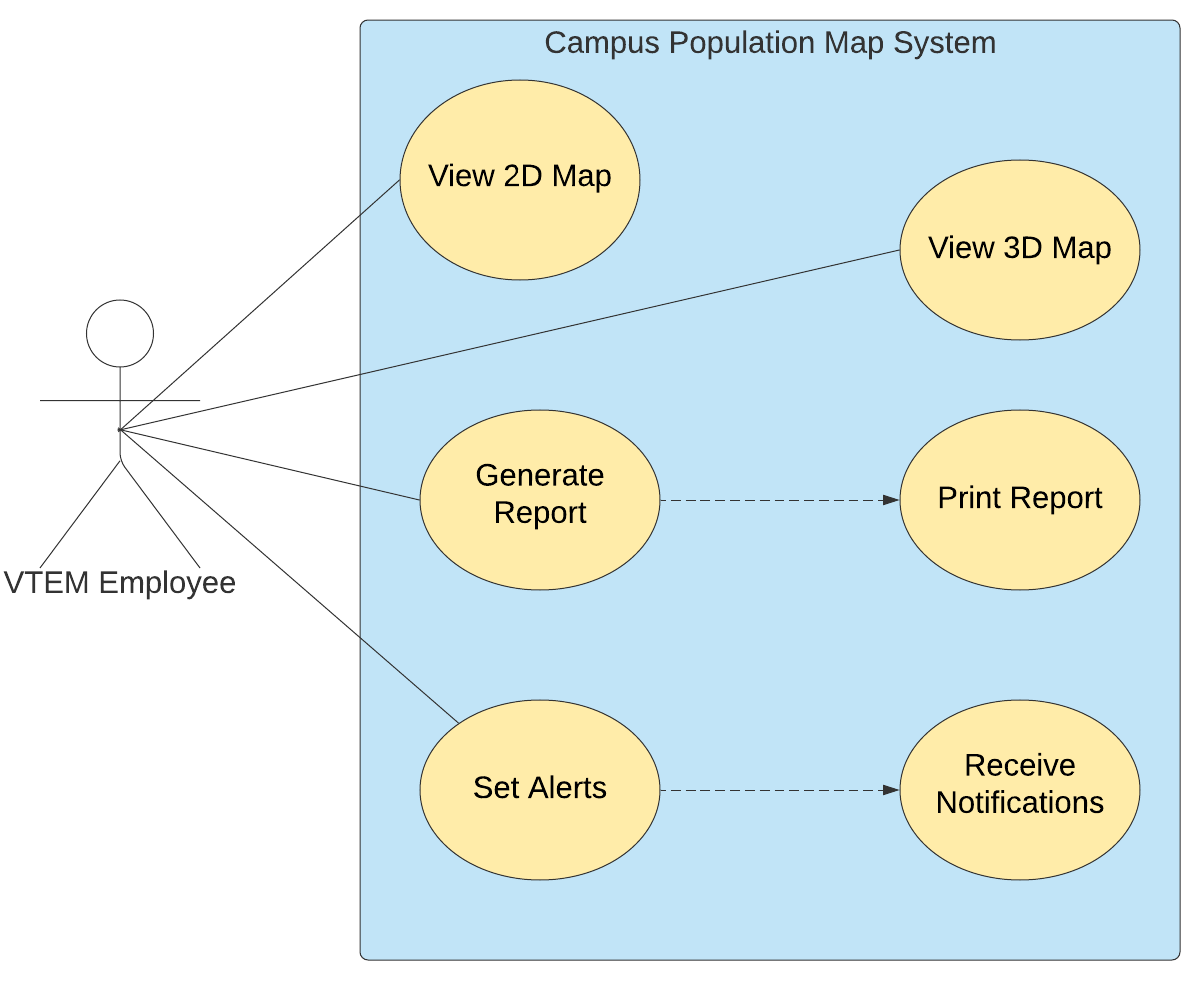 Campus Population Map System
View 2D Map
View 3D Map
Generate
Report
Print Report
VTEM Employee
Set Alerts
Receive
Notifications